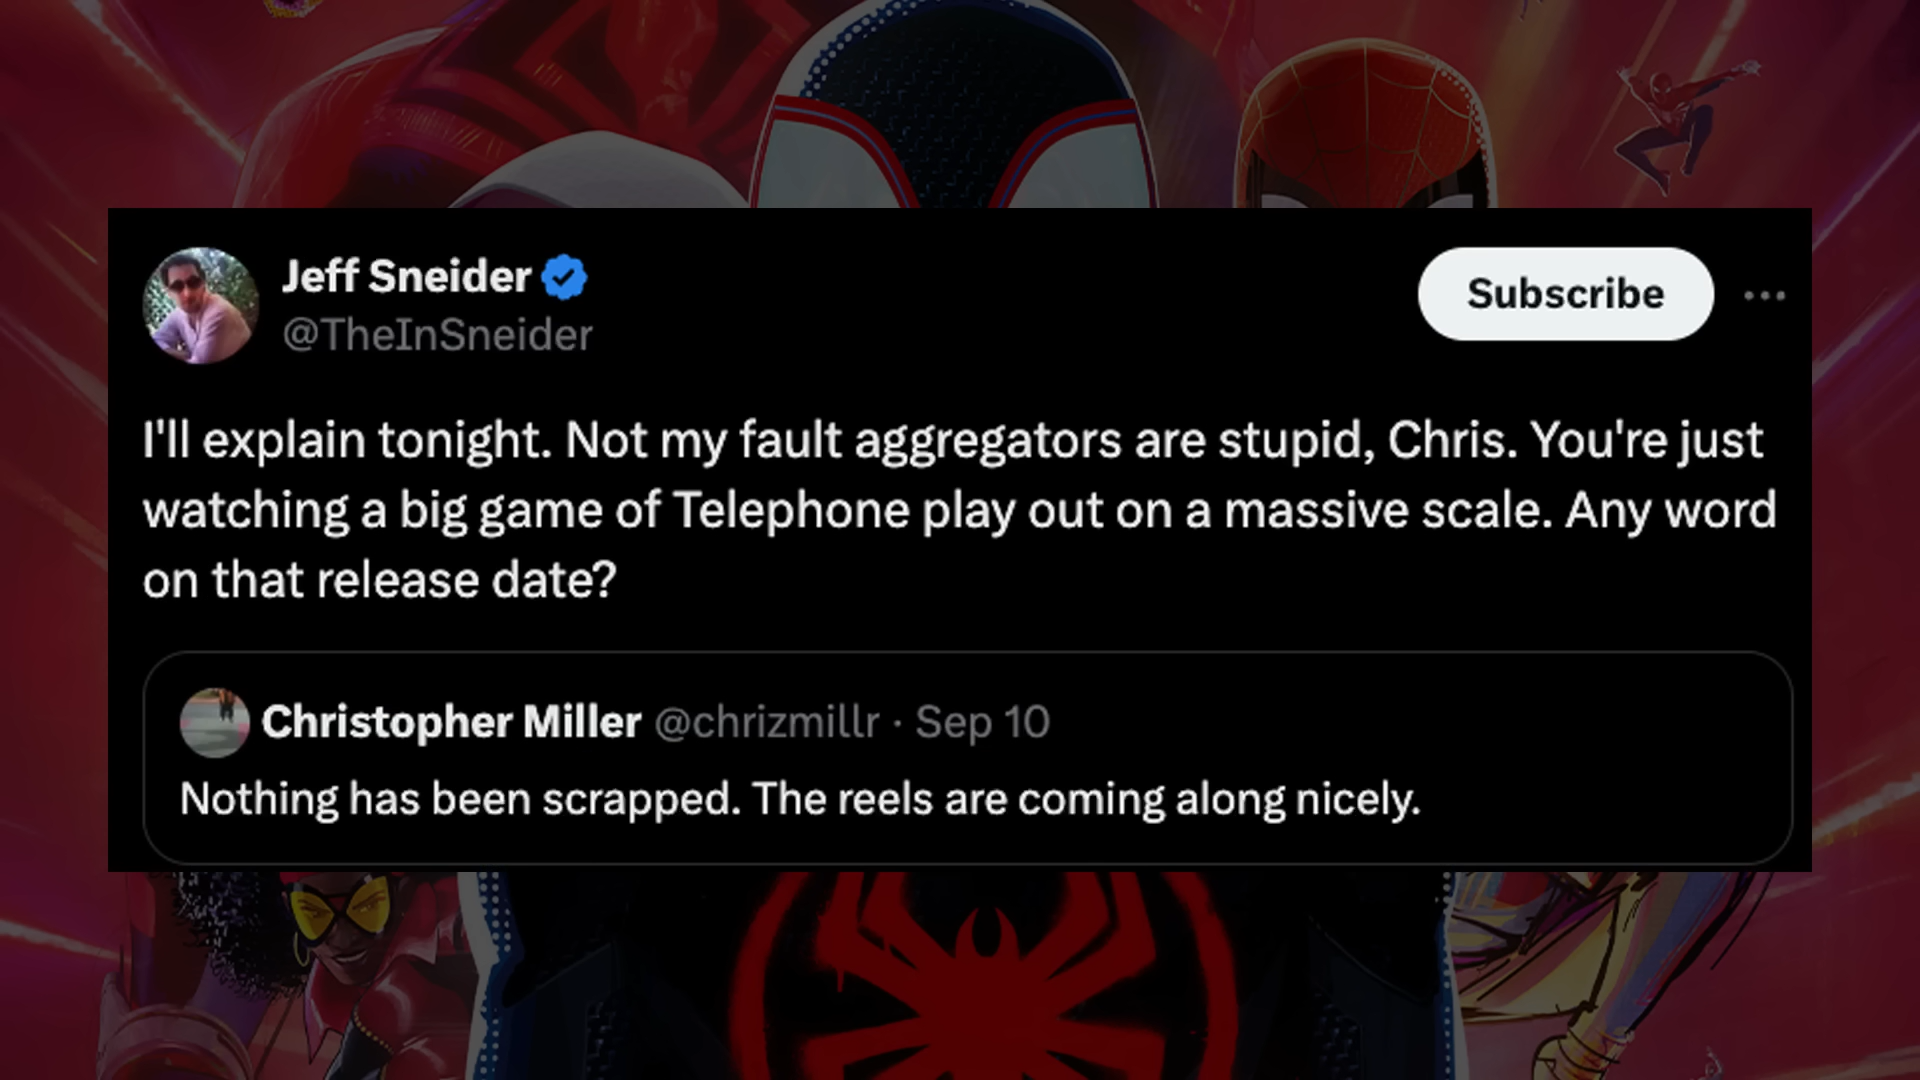 Jeff Sneider
@TheInSneider
Subscribe
I'll explain tonight. Not my fault aggregators are stupid, Chris. You're just
watching a big game of Telephone play out on a massive scale. Any word
on that release date?
Christopher Miller @chrizmillr · Sep 10
Nothing has been scrapped. The reels are coming along nicely.